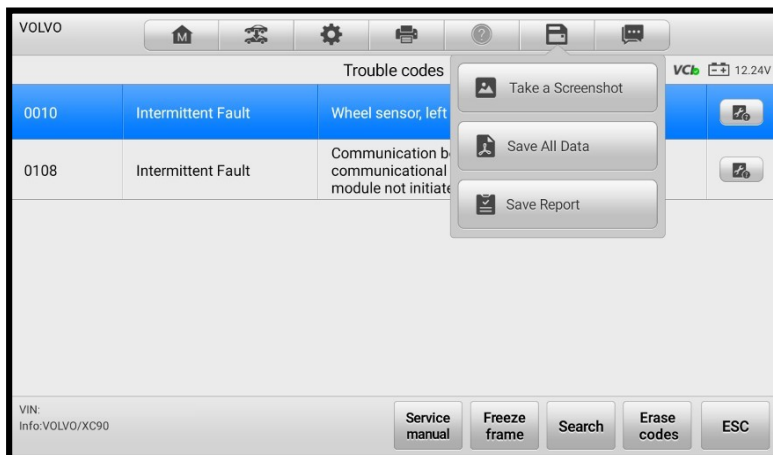 VOLVO
M
Trouble codes
VCb 12.24V
Take a Screenshot
Save All Data
Save Report
0010 Intermittent Fault Wheel sensor, left
0108 Intermittent Fault
Communication b
communicational
module not initiate
VIN:
Info:VOLVO/XC90
Service
manual
Freeze
frame
Search
Erase
codes
ESC